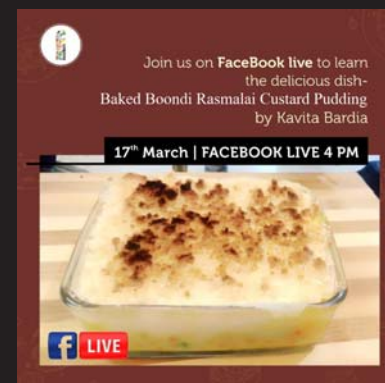 Join us on FaceBook live to learn
the delicious dish-
Baked Boondi Rasmalai Custard Pudding
by Kavita Bardia
17th March | FACEBOOK LIVE 4 PM
f LIVE